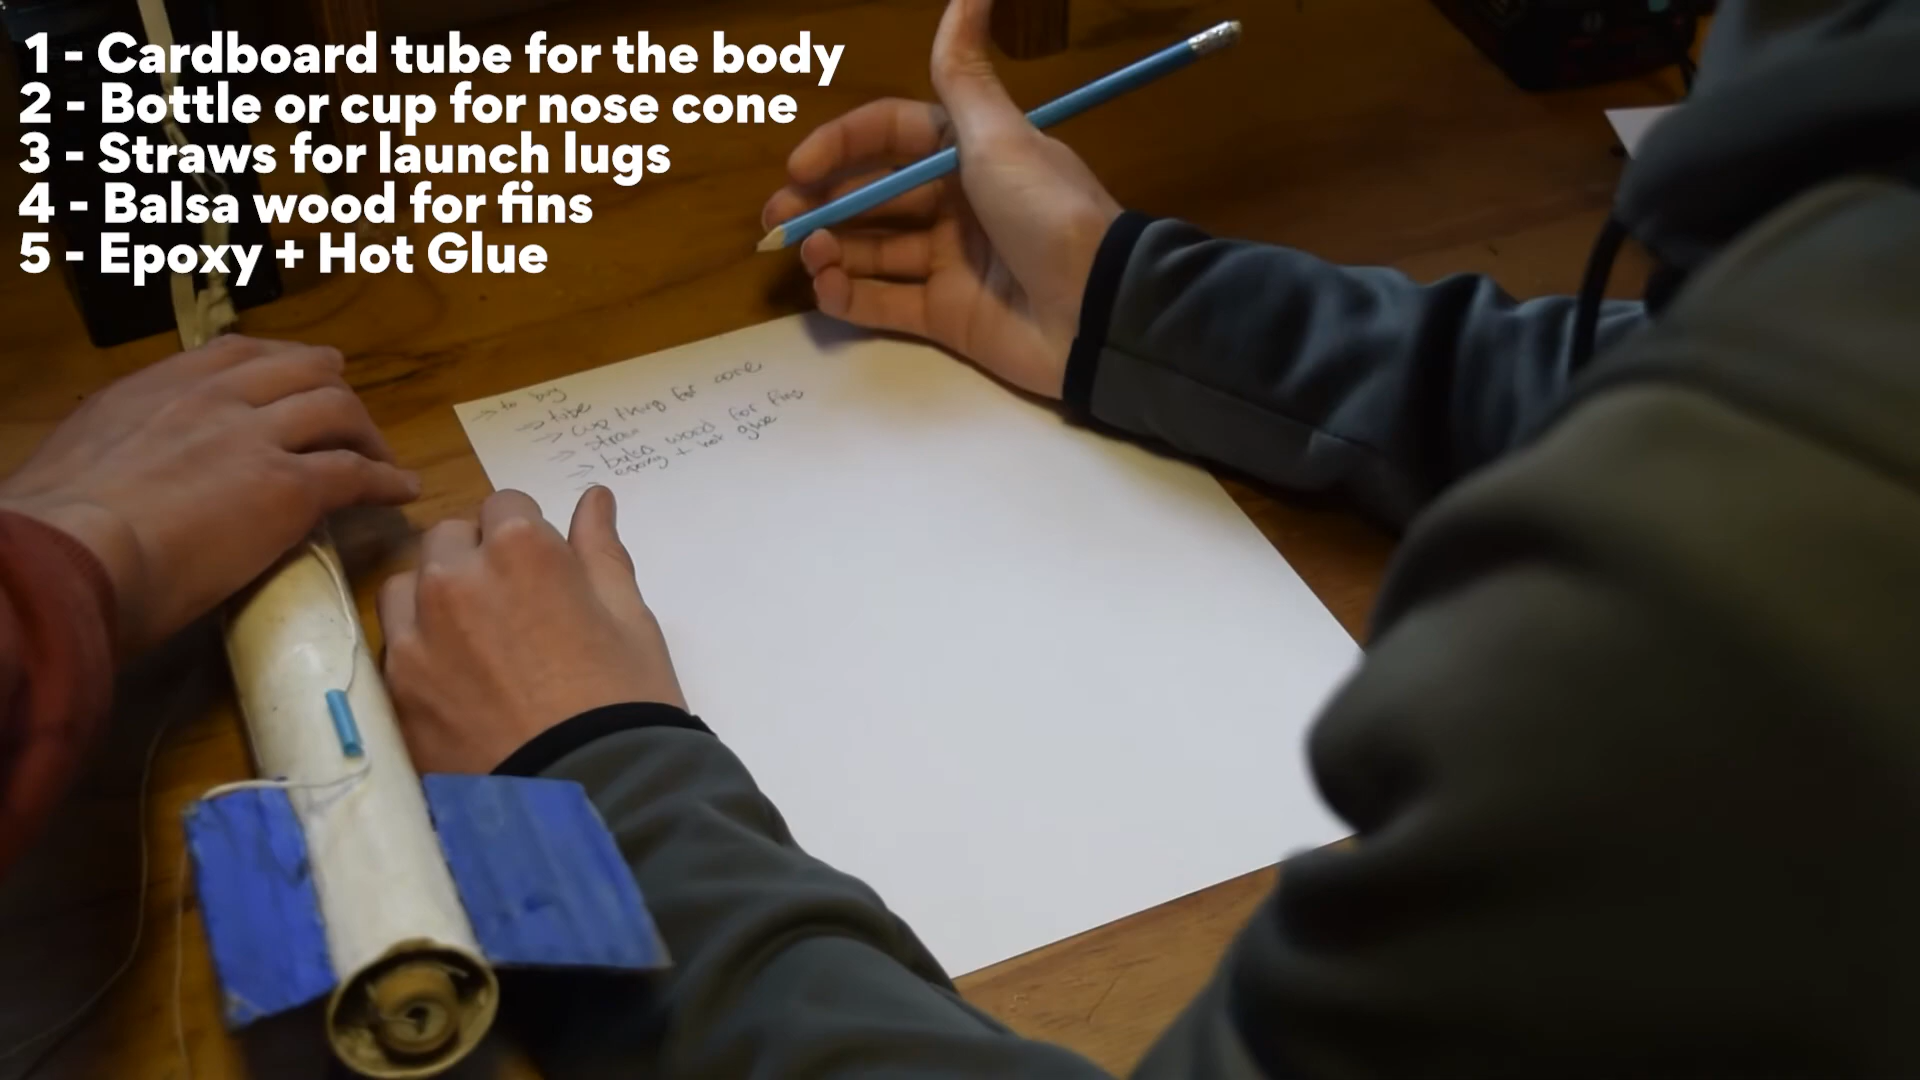 1 - Cardboard tube for the body
2 - Bottle or cup for nose cone
3 - Straws for launch lugs
4 - Balsa wood for fins
5 - Epoxy + Hot Glue
→ to buy
→ tube
→ cup thing for cone
→ straw
→ balsa wood for fins
→ epoxy + hot glue
→